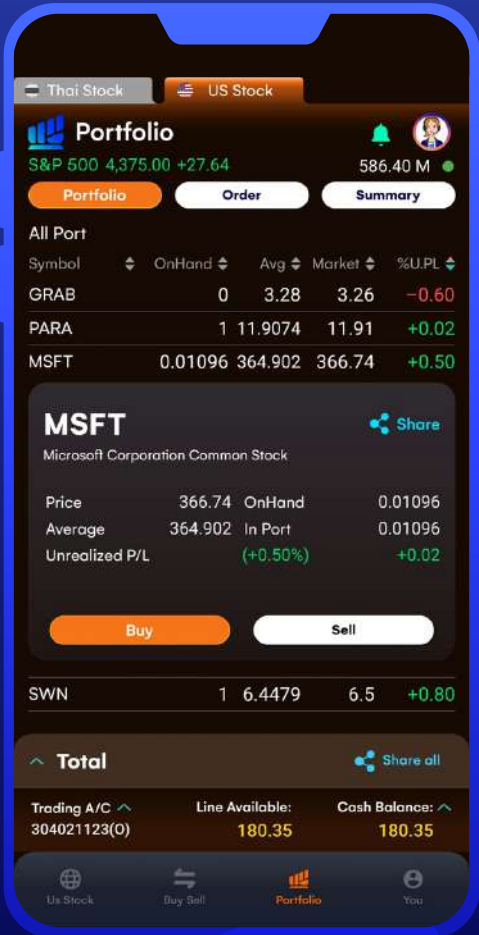 Thai Stock US Stock
Portfolio
S&P 500 4,375.00 +27.64 586.40 M
Portfolio Order Summary
All Port
Symbol OnHand Avg Market %U.PL
GRAB 0 3.28 3.26 -0.60
PARA 1 11.9074 11.91 +0.02
MSFT 0.01096 364.902 366.74 +0.50
MSFT Share
Microsoft Corporation Common Stock
Price 366.74 OnHand 0.01096
Average 364.902 In Port 0.01096
Unrealized P/L (+0.50%) +0.02
Buy Sell
SWN 1 6.4479 6.5 +0.80
Total Share all
Trading A/C Line Available: Cash Balance:
304021123(O) 180.35 180.35
Us Stock Buy Sell Portfolio You